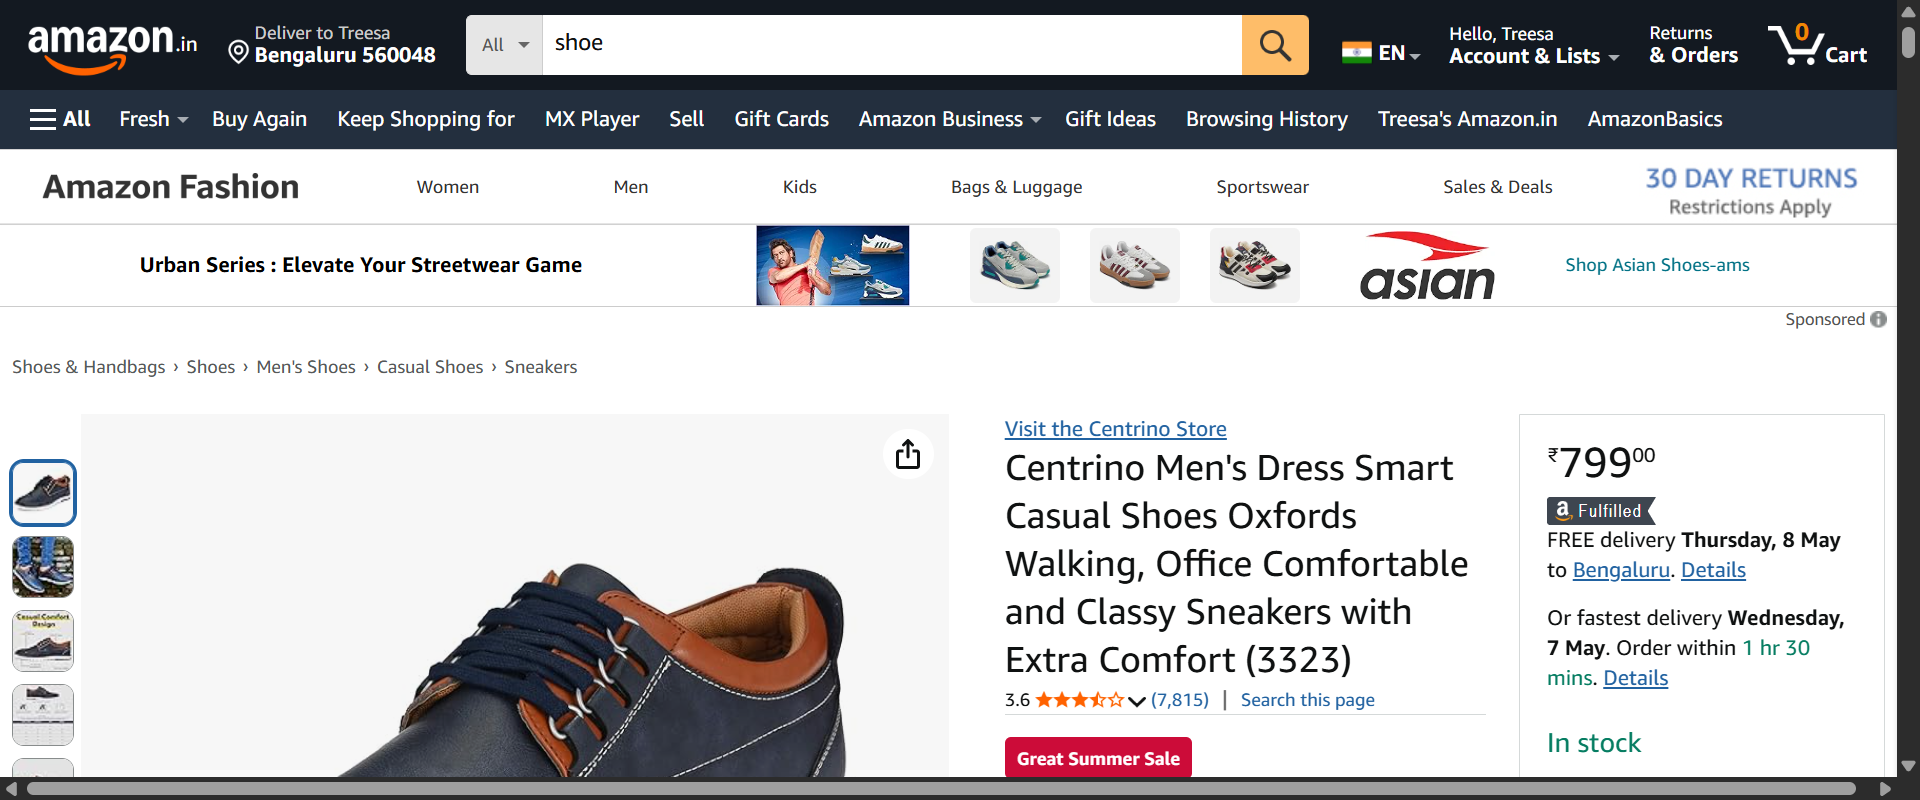 amazon.in
Deliver to Treesa
Bengaluru 560048
All
shoe
EN
Hello, Treesa
Account & Lists
Returns
& Orders
0
Cart
All
Fresh
Buy Again
Keep Shopping for
MX Player
Sell
Gift Cards
Amazon Business
Gift Ideas
Browsing History
Treesa's Amazon.in
AmazonBasics
Amazon Fashion
Women
Men
Kids
Bags & Luggage
Sportswear
Sales & Deals
30 DAY RETURNS
Restrictions Apply
Urban Series : Elevate Your Streetwear Game
asian
Shop Asian Shoes-ams
Sponsored
Shoes & Handbags › Shoes › Men's Shoes › Casual Shoes › Sneakers
Casual Comfort
Design
Visit the Centrino Store
Centrino Men's Dress Smart
Casual Shoes Oxfords
Walking, Office Comfortable
and Classy Sneakers with
Extra Comfort (3323)
3.6
(7,815) | Search this page
Great Summer Sale
₹79900
a Fulfilled
FREE delivery Thursday, 8 May
to Bengaluru. Details
Or fastest delivery Wednesday,
7 May. Order within 1 hr 30
mins. Details
In stock